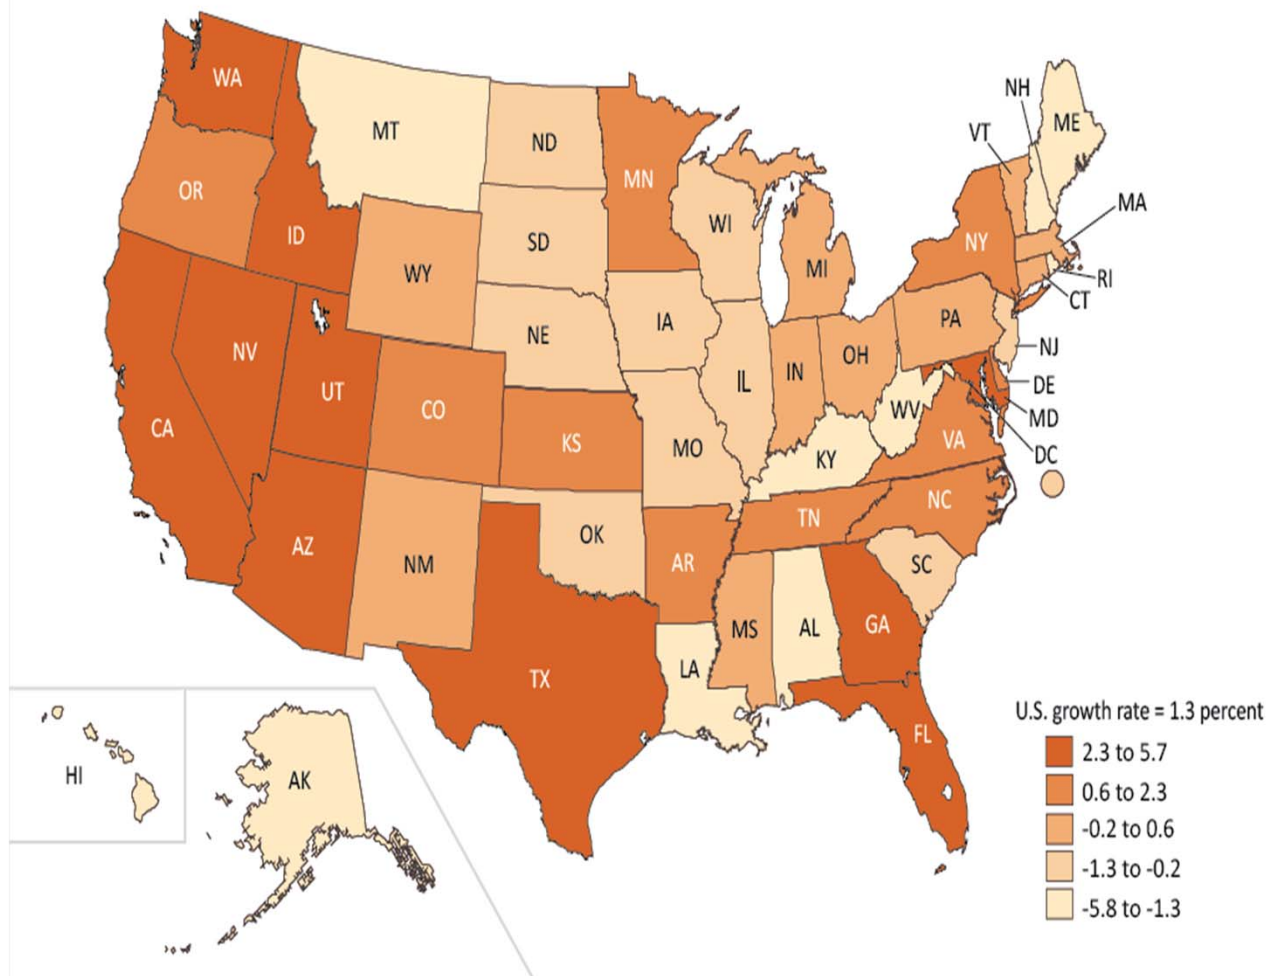 WA
MT
ND
MN
OR
ID
WY
SD
WI
MI
NY
VT
NH
ME
MA
RI
CT
NE
IA
PA
NJ
NV
UT
CO
IL
IN
OH
DE
MD
CA
KS
MO
KY
WV
VA
DC
AZ
NM
OK
AR
TN
NC
SC
MS
AL
GA
TX
LA
FL
HI
AK
U.S. growth rate = 1.3 percent
2.3 to 5.7
0.6 to 2.3
-0.2 to 0.6
-1.3 to -0.2
-5.8 to -1.3